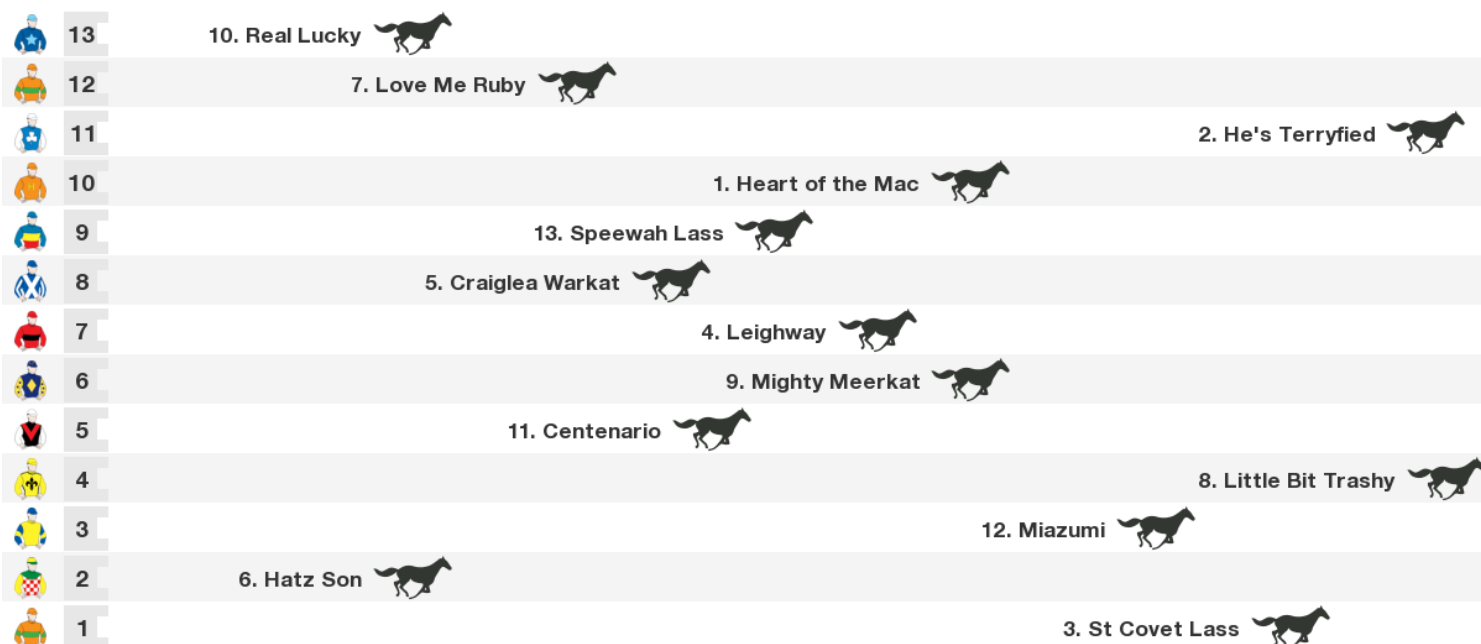 13 10. Real Lucky
12 7. Love Me Ruby
11 2. He's Terryfied
10 1. Heart of the Mac
9 13. Speewah Lass
8 5. Craiglea Warkat
7 4. Leighway
6 9. Mighty Meerkat
5 11. Centenario
4 8. Little Bit Trashy
3 12. Miazumi
2 6. Hatz Son
1 3. St Covet Lass